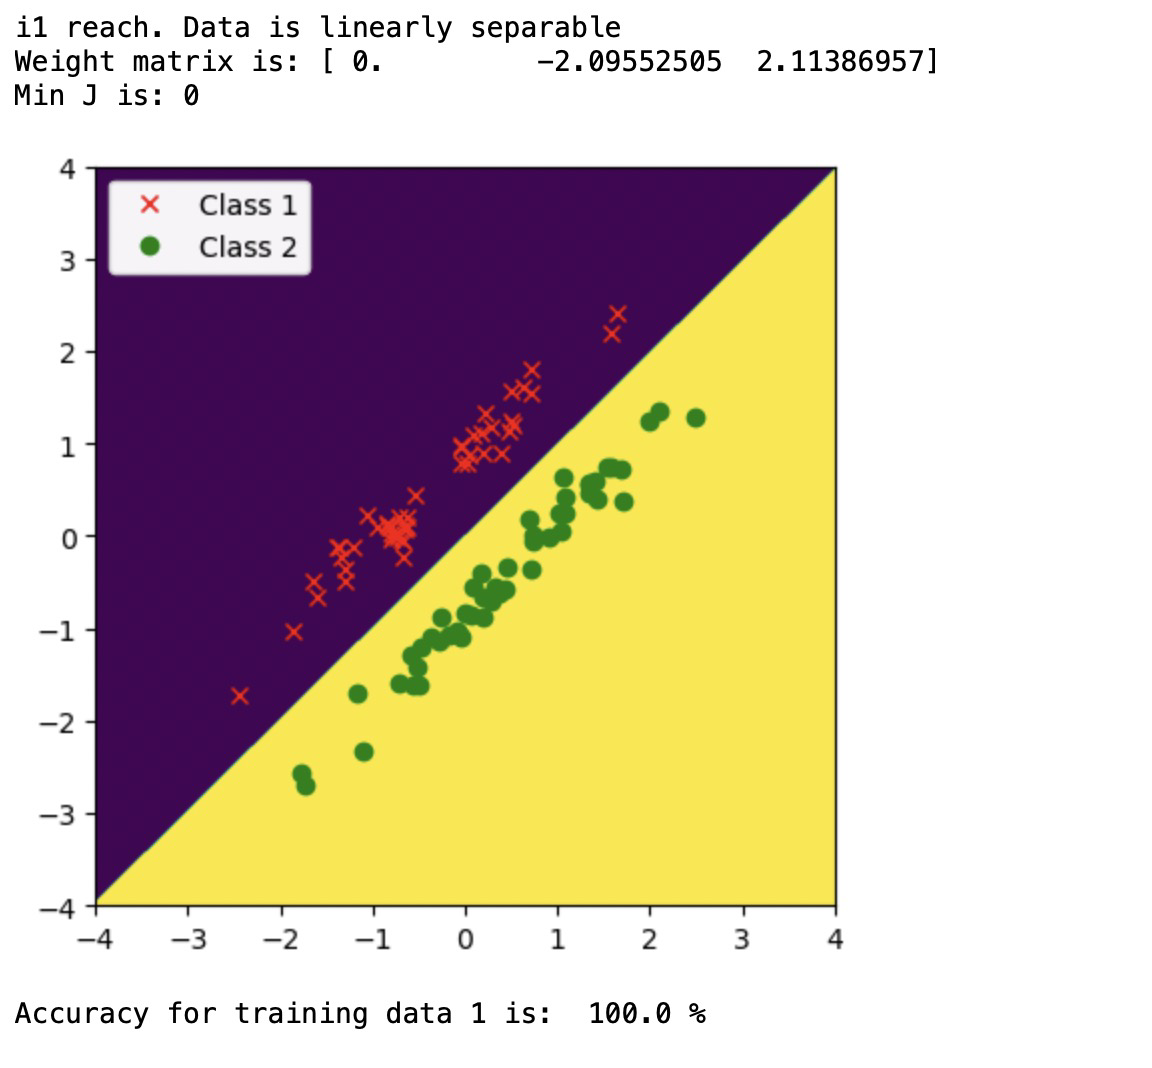 i1 reach. Data is linearly separable
Weight matrix is: [ 0.         -2.09552505  2.11386957]
Min J is: 0
4
Class 1
Class 2
3
2
1
0
−1
−2
−3
−4
−4 −3 −2 −1 0 1 2 3 4
Accuracy for training data 1 is:  100.0 %